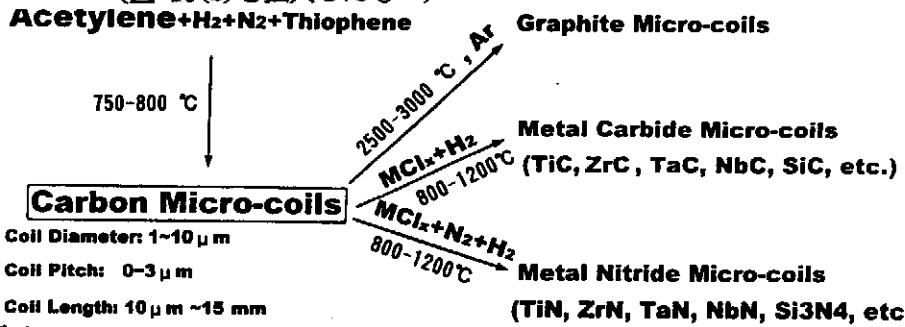 Acetylene+H2+N2+Thiophene
750-800 ℃
2500-3000 ℃ , Ar
Graphite Micro-coils
MClx+H2
800-1200℃
Metal Carbide Micro-coils
(TiC, ZrC , TaC, NbC, SiC, etc.)
Carbon Micro-coils
MClx+N2+H2
800-1200℃
Coil Diameter: 1~10 μm
Coil Pitch: 0-3 μm
Coil Length: 10 μm ~15 mm
Metal Nitride Micro-coils
(TiN, ZrN, TaN, NbN, Si3N4, etc